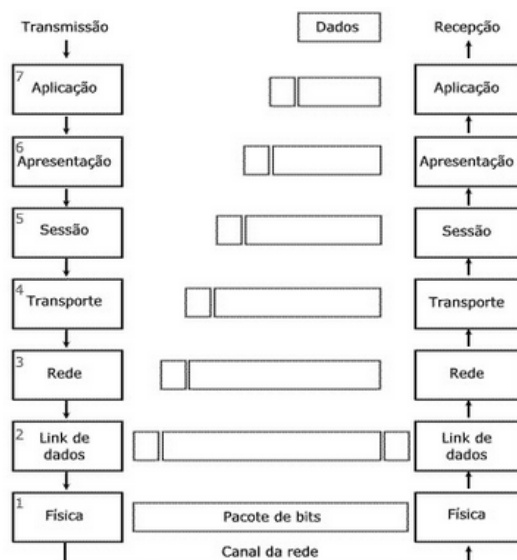 Transmissão Dados Recepção
7 Aplicação Aplicação
6 Apresentação Apresentação
5 Sessão Sessão
4 Transporte Transporte
3 Rede Rede
2 Link de Link de
dados dados
1 Física Pacote de bits Física
Canal da rede